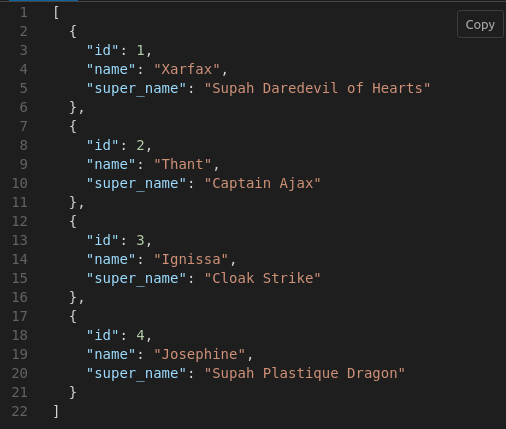 Copy
1 [
2   {
3     "id": 1,
4     "name": "Xarfax",
5     "super_name": "Supah Daredevil of Hearts"
6   },
7   {
8     "id": 2,
9     "name": "Thant",
10     "super_name": "Captain Ajax"
11   },
12   {
13     "id": 3,
14     "name": "Ignissa",
15     "super_name": "Cloak Strike"
16   },
17   {
18     "id": 4,
19     "name": "Josephine",
20     "super_name": "Supah Plastique Dragon"
21   }
22 ]